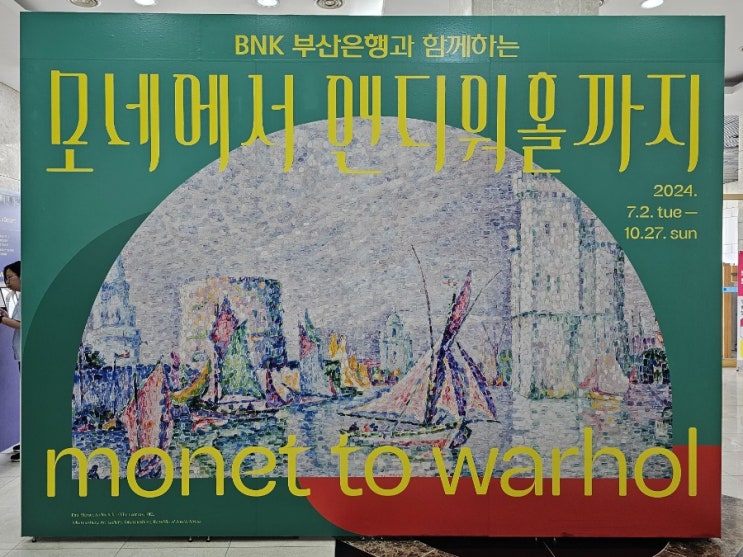 BNK 부산은행과 함께하는
모네에서 앤디워홀까지
2024.
7.2. tue —
10.27. sun
monet to warhol